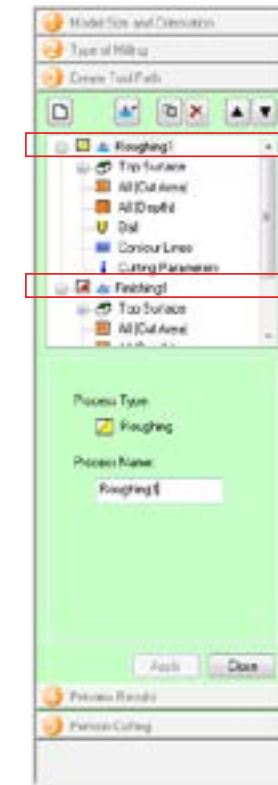 Model Size and Orientation
Type of Milling
Create Tool Path
Roughing1
Top Surface
All [Cut Area]
All [Depth]
Ball
Contour Lines
Cutting Parameters
Finishing1
Top Surface
All [Cut Area]
Process Type:
Roughing
Process Name:
Roughing1
Apply
Close
Preview Results
Perform Cutting